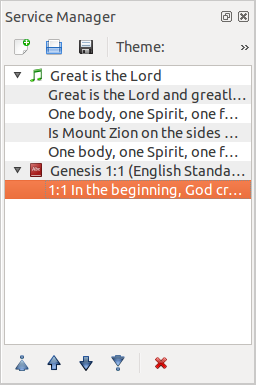 Service Manager
Theme:
»
Great is the Lord
Great is the Lord and greatl...
One body, one Spirit, one f...
Is Mount Zion on the sides ...
One body, one Spirit, one f...
Genesis 1:1 (English Standa...
1:1 In the beginning, God cr...